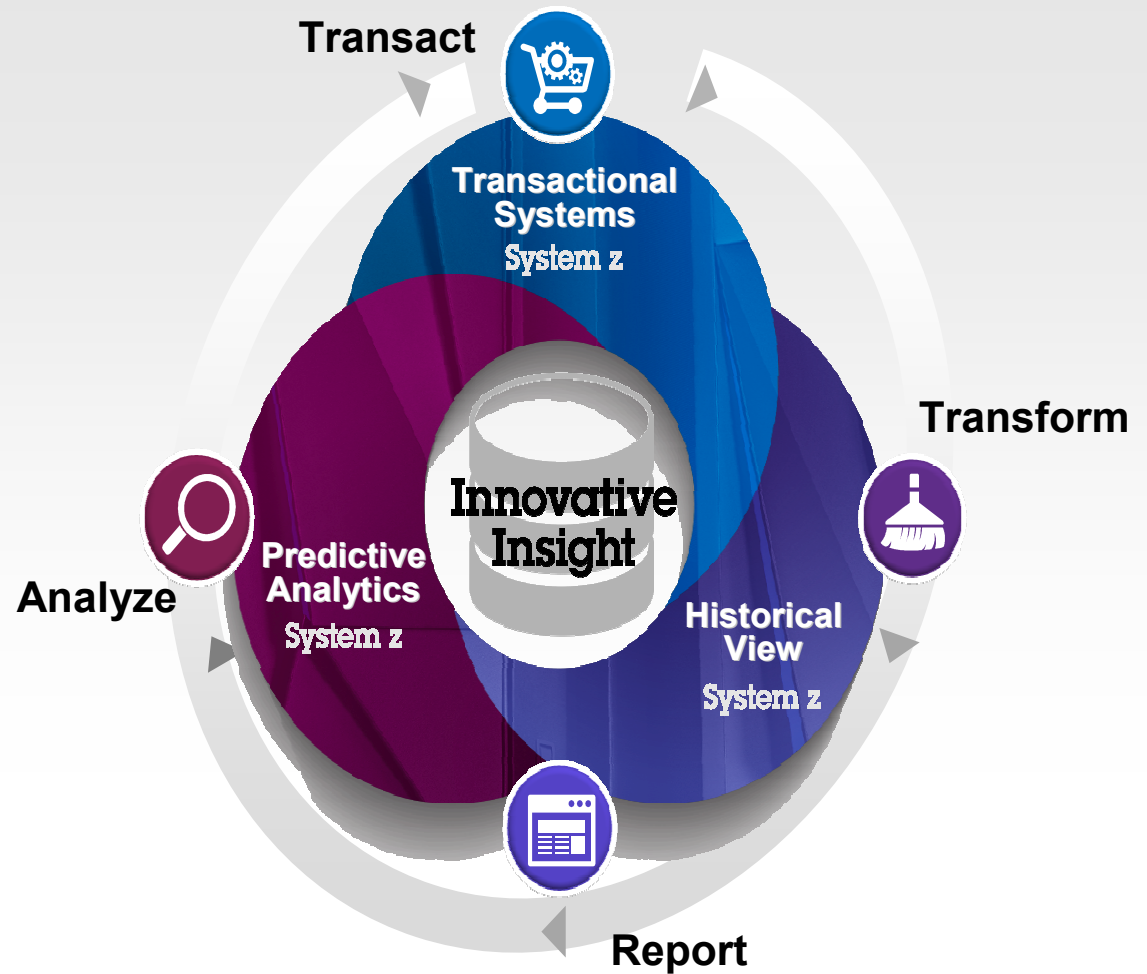 Transact
Transactional
Systems
System z
Transform
Innovative
Insight
Predictive
Analytics
System z
Analyze
Historical
View
System z
Report